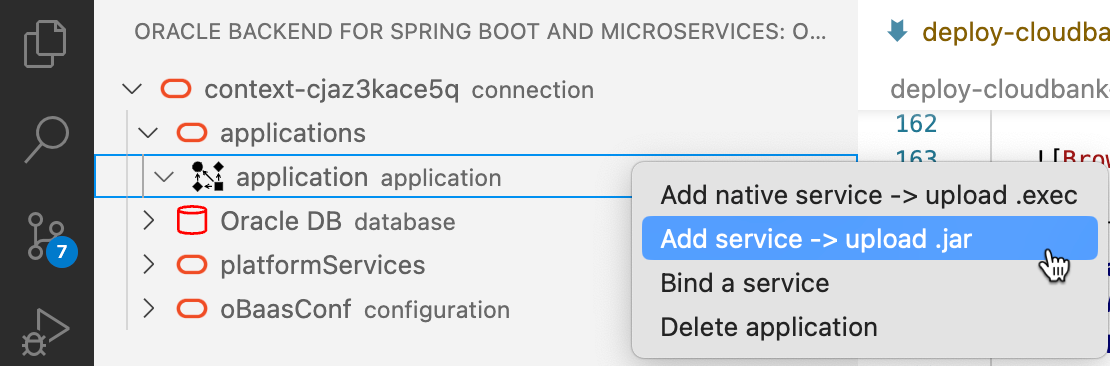 ORACLE BACKEND FOR SPRING BOOT AND MICROSERVICES: O...
context-cjaz3kace5q connection
applications
application application
Oracle DB database
platformServices
oBaasConf configuration
7
deploy-cloudba
deploy-cloudbank
162
163 ![Brow
Add native service -> upload .exec
Add service -> upload .jar
Bind a service
Delete application